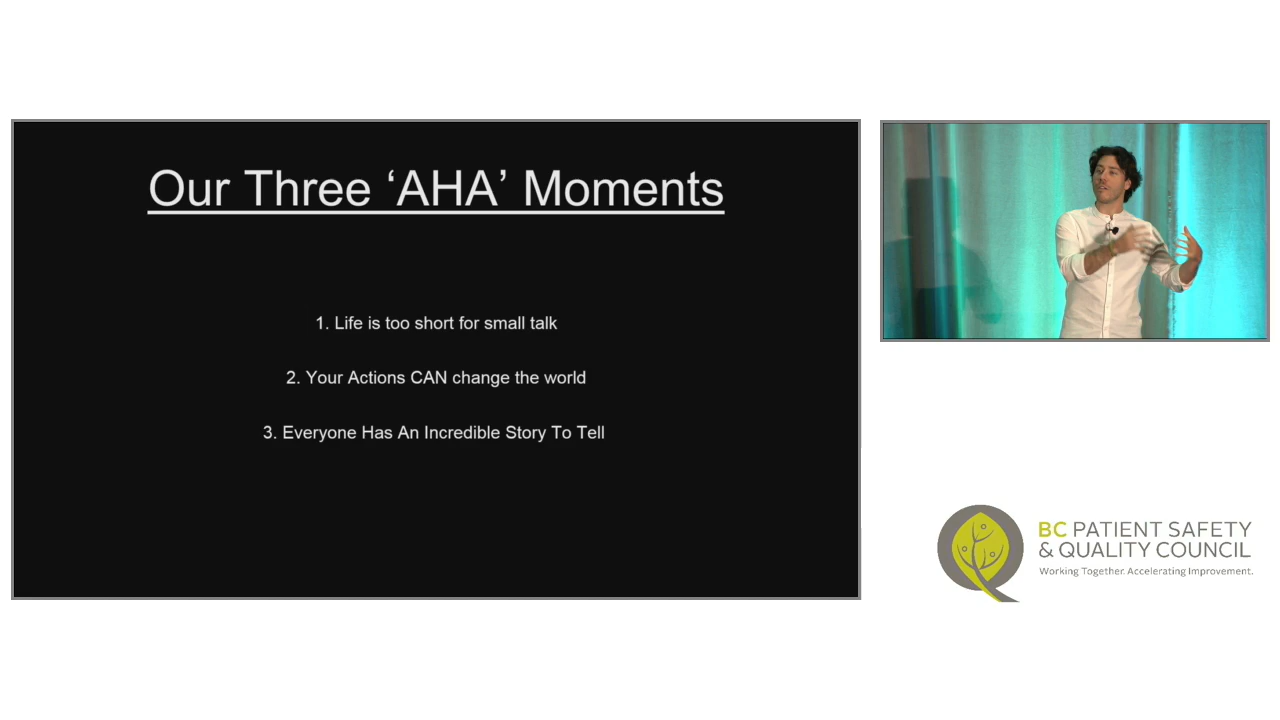 Our Three ‘AHA’ Moments
1. Life is too short for small talk
2. Your Actions CAN change the world
3. Everyone Has An Incredible Story To Tell
BC PATIENT SAFETY
& QUALITY COUNCIL
Working Together. Accelerating Improvement.